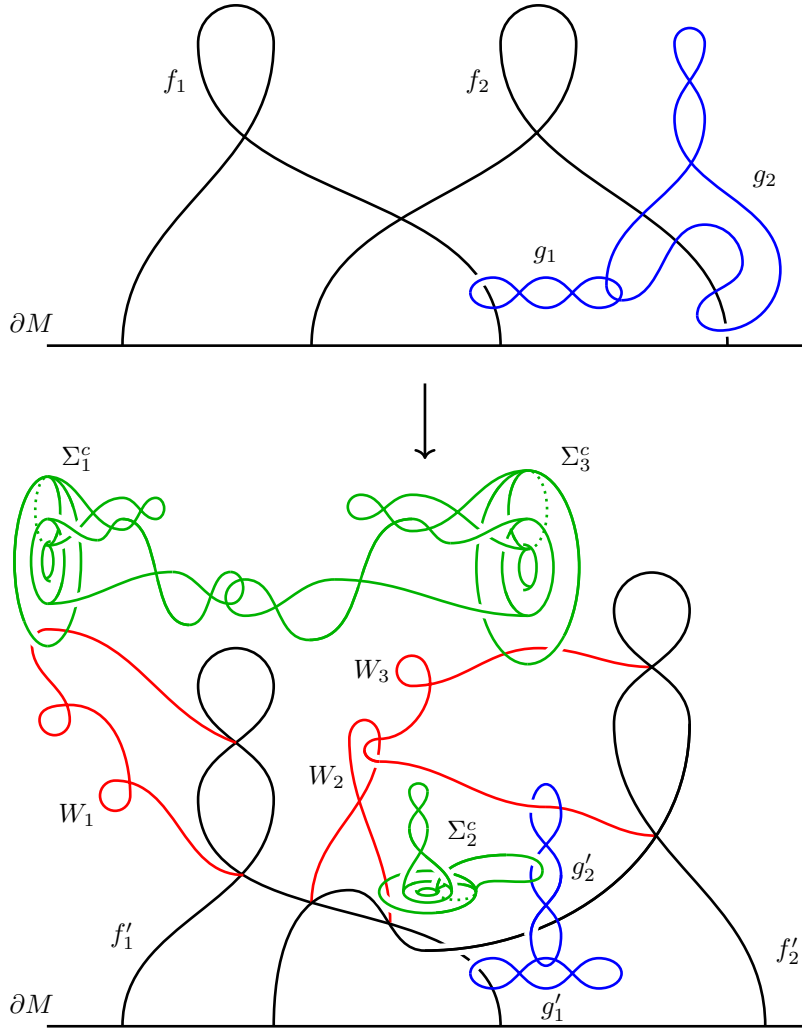 f₁
f₂
g₂
g₁
∂M
Σ₁ᶜ
Σ₃ᶜ
W₃
W₂
W₁
Σ₂ᶜ
g₂′
f₁′
f₂′
g₁′
∂M